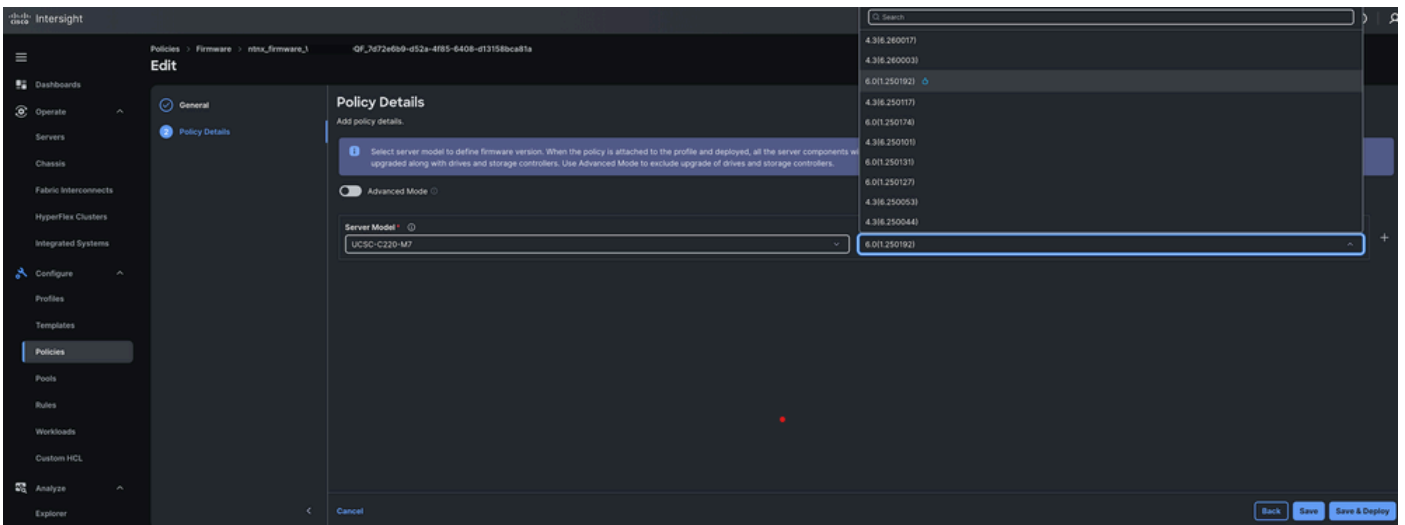 cisco Intersight
Search
Policies > Firmware > ntnx_firmware_\ QF_7d72e6b9-d52a-4f85-6408-d13158bca81a
Edit
Dashboards
Operate
Servers
Chassis
Fabric Interconnects
HyperFlex Clusters
Integrated Systems
Configure
Profiles
Templates
Policies
Pools
Rules
Workloads
Custom HCL
Analyze
Explorer
General
2 Policy Details
Policy Details
Add policy details.
Select server model to define firmware version. When the policy is attached to the profile and deployed, all the server components wi
upgraded along with drives and storage controllers. Use Advanced Mode to exclude upgrade of drives and storage controllers.
Advanced Mode
Server Model *
UCSC-C220-M7
4.3(6.260017)
4.3(6.260003)
6.0(1.250192)
4.3(6.250117)
6.0(1.250174)
4.3(6.250101)
6.0(1.250131)
6.0(1.250127)
4.3(6.250053)
4.3(6.250044)
6.0(1.250192)
Cancel
Back
Save
Save & Deploy